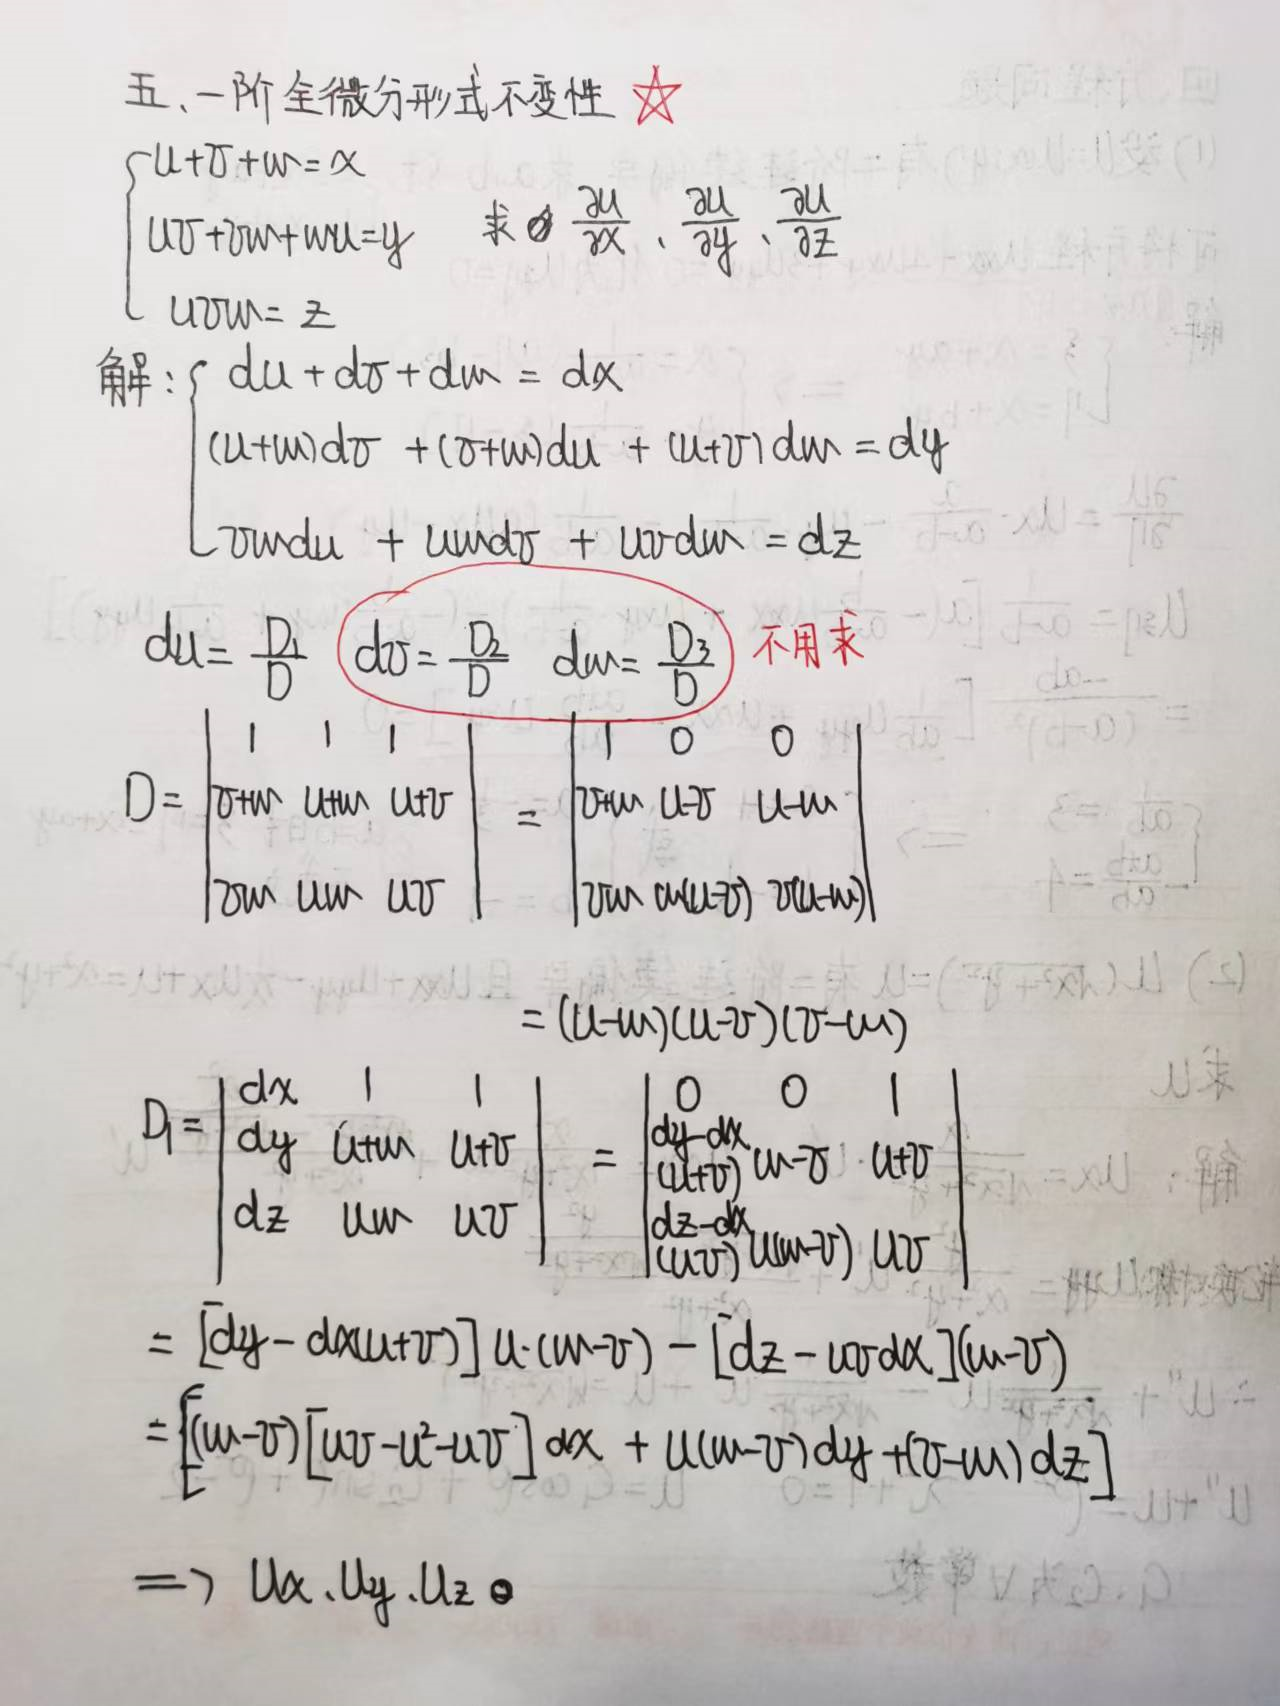 五、一阶全微分形式不变性 ☆
u+v+w=x
uv+vw+wu=y 求 ∂u/∂x、∂u/∂y、∂u/∂z
uvw=z
解: du+dv+dw=dx
(u+w)dv+(v+w)du+(u+v)dw=dy
vwdu+uwdv+uvdw=dz
du=D1/D dv=D2/D dw=D3/D 不用求
D=| 1 1 1 | | 1 0 0 |
| v+w u+w u+v | = | v+w u-v u-w |
| vw uw uv | | vw w(u-v) v(u-w) |
=(u-w)(u-v)(v-w)
D1=| dx 1 1 | | 0 0 1 |
| dy u+w u+v | = | dy-dx(u+v) w-v u+v |
| dz uw uv | | dz-dx(uv) u(w-v) uv |
=[dy-dx(u+v)]u·(w-v)-[dz-uvdx](w-v)
=[(w-v)[uv-u²-uv]dx+u(w-v)dy+(v-w)dz]
=> ux.uy.uz